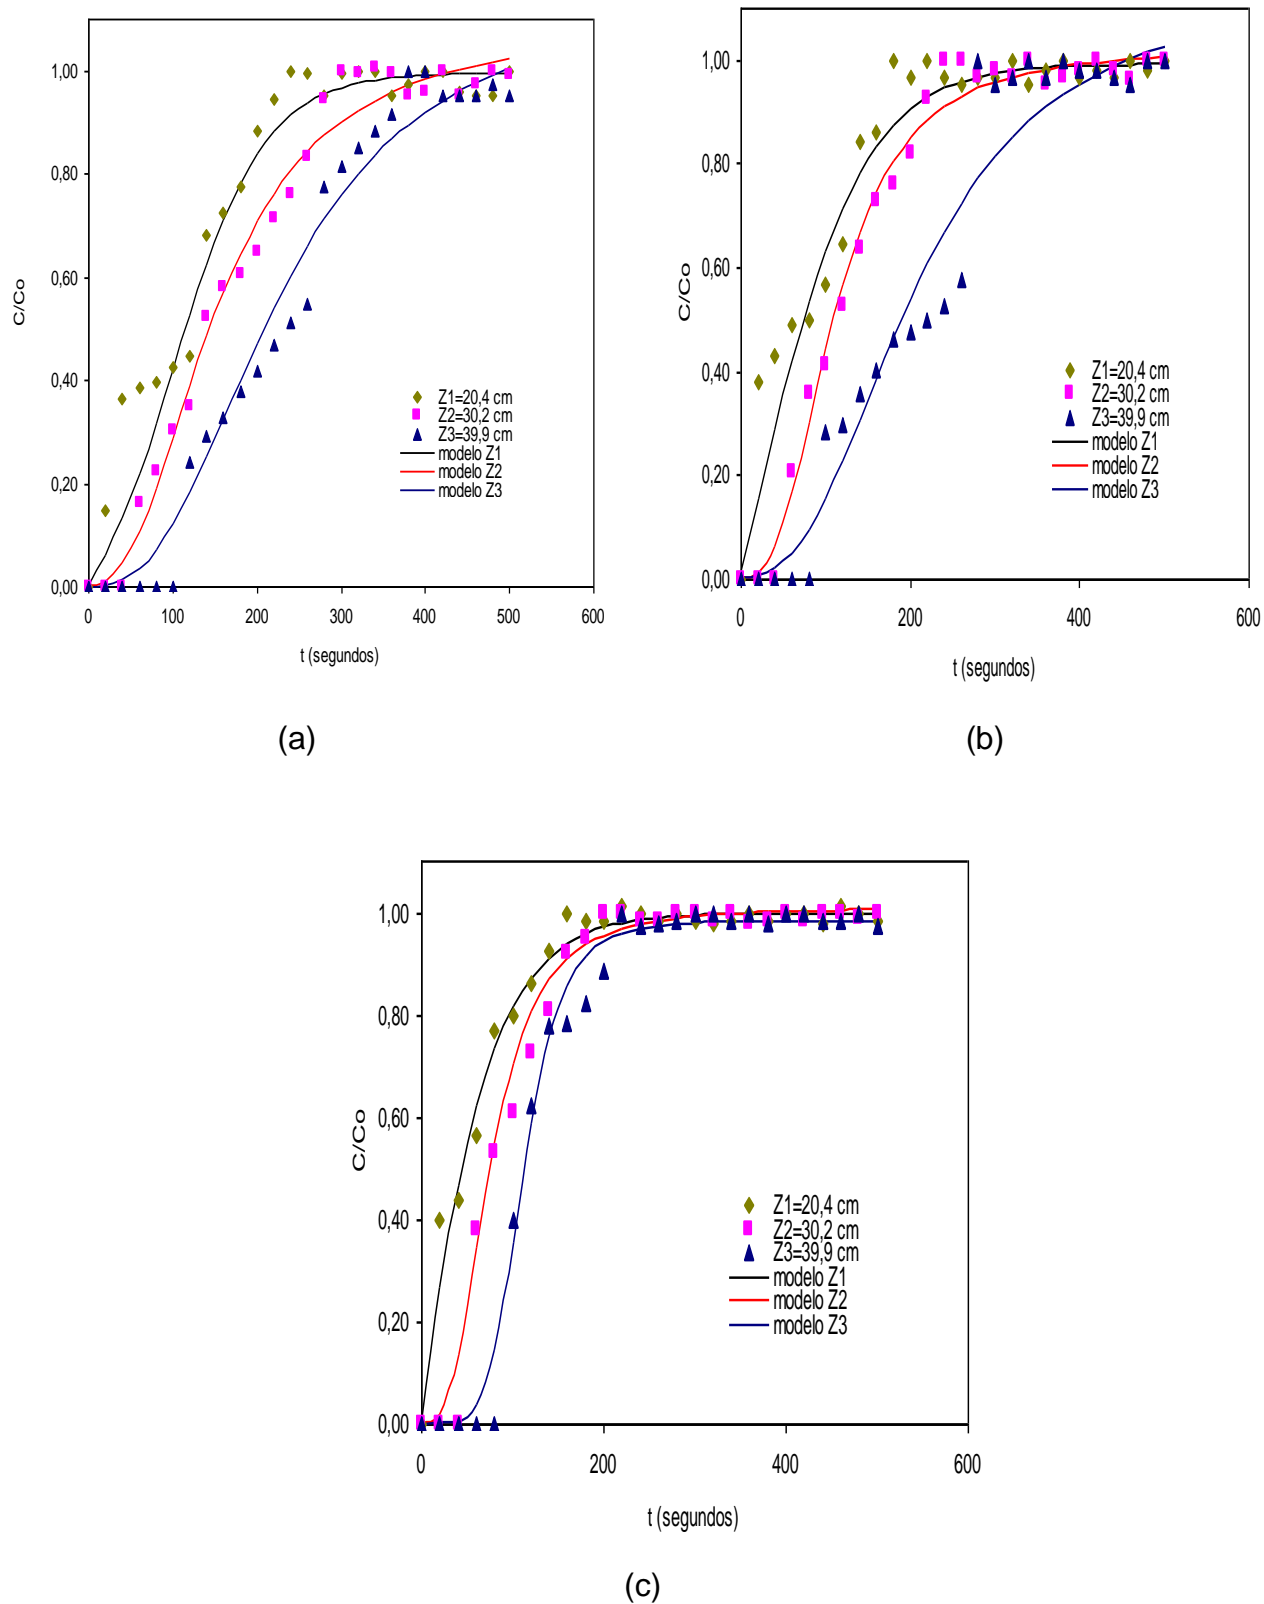 1,00
0,80
0,60
0,40
0,20
0,00
C/Co
0 100 200 300 400 500 600
t (segundos)
Z1=20,4 cm
Z2=30,2 cm
Z3=39,9 cm
modelo Z1
modelo Z2
modelo Z3
(a)
1,00
0,80
0,60
0,40
0,20
0,00
C/Co
0 200 400 600
t (segundos)
Z1=20,4 cm
Z2=30,2 cm
Z3=39,9 cm
modelo Z1
modelo Z2
modelo Z3
(b)
1,00
0,80
0,60
0,40
0,20
0,00
C/Co
0 200 400 600
t (segundos)
Z1=20,4 cm
Z2=30,2 cm
Z3=39,9 cm
modelo Z1
modelo Z2
modelo Z3
(c)